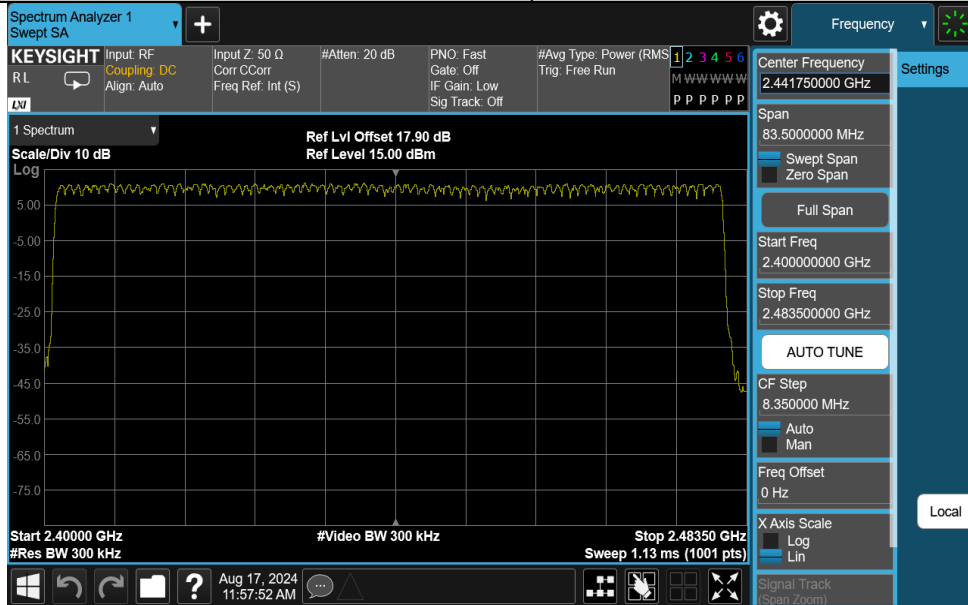 Spectrum Analyzer 1
Swept SA
+
Frequency
KEYSIGHT
RL
LXI
Input: RF
Coupling: DC
Align: Auto
Input Z: 50 Ω
Corr CCorr
Freq Ref: Int (S)
#Atten: 20 dB
PNO: Fast
Gate: Off
IF Gain: Low
Sig Track: Off
#Avg Type: Power (RMS
Trig: Free Run
1 2 3 4 5 6
M W W W W W
P P P P P P
Center Frequency
2.441750000 GHz
Settings
Span
83.5000000 MHz
Swept Span
Zero Span
Full Span
Start Freq
2.400000000 GHz
Stop Freq
2.483500000 GHz
AUTO TUNE
CF Step
8.350000 MHz
Auto
Man
Freq Offset
0 Hz
X Axis Scale
Log
Lin
Signal Track
(Span Zoom)
Local
1 Spectrum
Scale/Div 10 dB
Log
Ref Lvl Offset 17.90 dB
Ref Level 15.00 dBm
5.00
-5.00
-15.0
-25.0
-35.0
-45.0
-55.0
-65.0
-75.0
Start 2.40000 GHz
#Res BW 300 kHz
#Video BW 300 kHz
Stop 2.48350 GHz
Sweep 1.13 ms (1001 pts)
?
Aug 17, 2024
11:57:52 AM